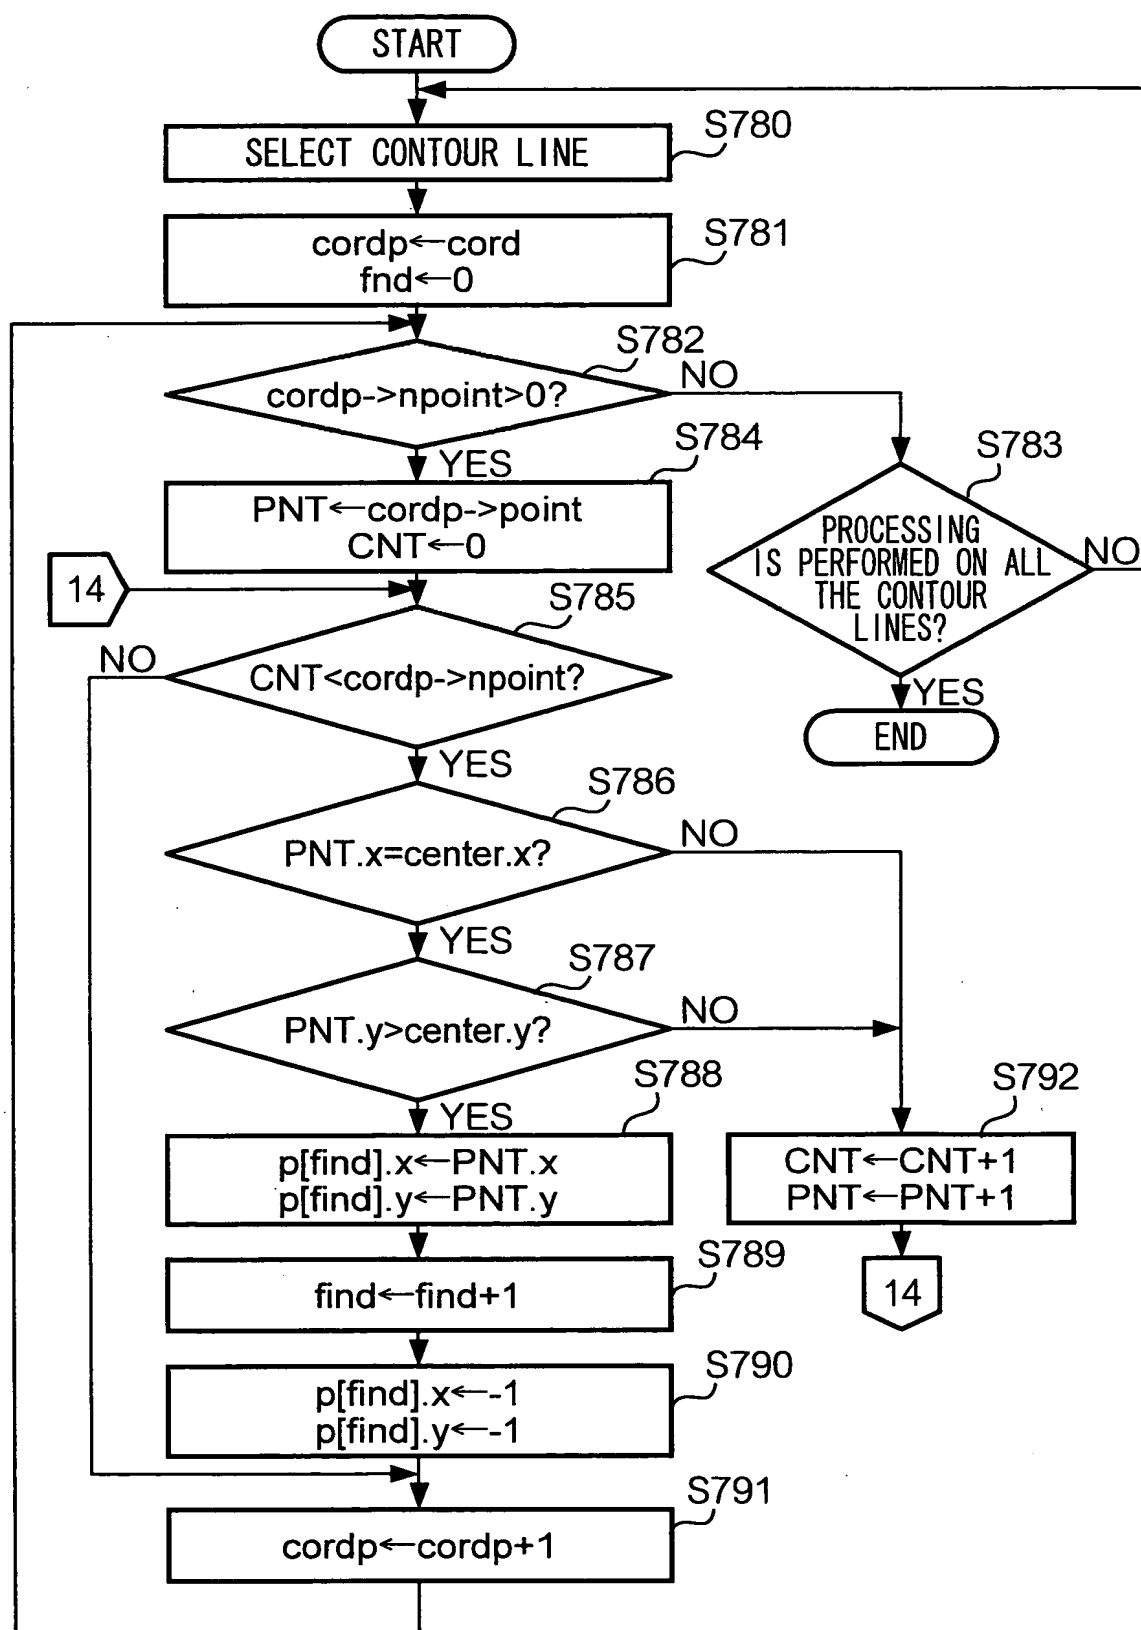 START
S780
SELECT CONTOUR LINE
S781
cordp←cord
fnd←0
S782
cordp->npoint>0?
NO
YES
S784
PNT←cordp->point
CNT←0
S783
PROCESSING
IS PERFORMED ON ALL
THE CONTOUR
LINES?
NO
YES
END
14
S785
NO
CNT<cordp->npoint?
YES
S786
PNT.x=center.x?
NO
YES
S787
PNT.y>center.y?
NO
YES
S788
p[find].x←PNT.x
p[find].y←PNT.y
S792
CNT←CNT+1
PNT←PNT+1
14
S789
find←find+1
S790
p[find].x←-1
p[find].y←-1
S791
cordp←cordp+1